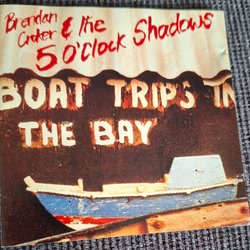 Brendan Croker & the
5 O'Clock Shadows
BOAT TRIPS IN
THE BAY